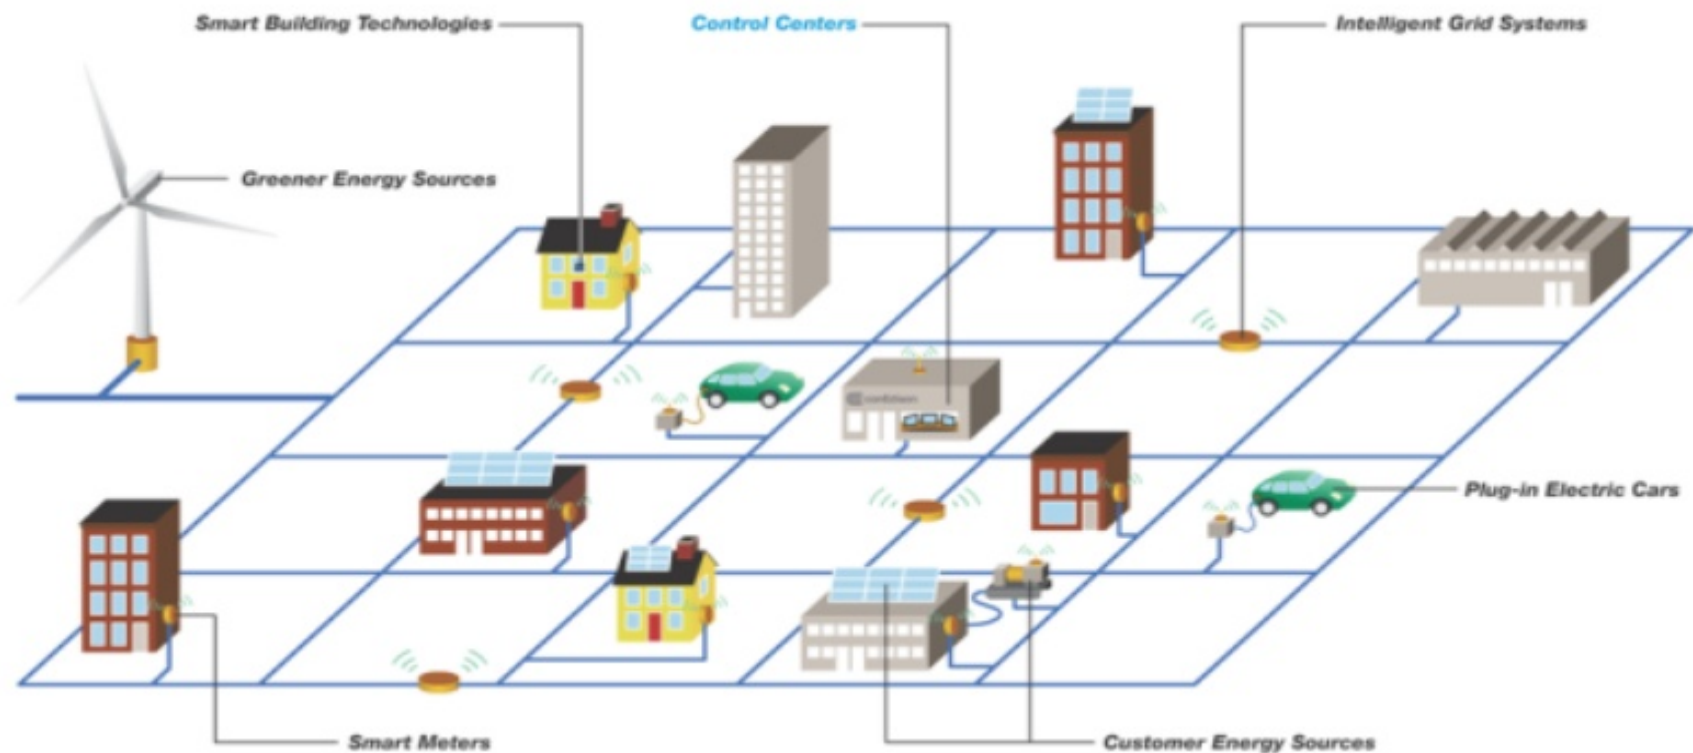 Smart Building Technologies
Control Centers
Intelligent Grid Systems
Greener Energy Sources
conEdison
Plug-in Electric Cars
Smart Meters
Customer Energy Sources